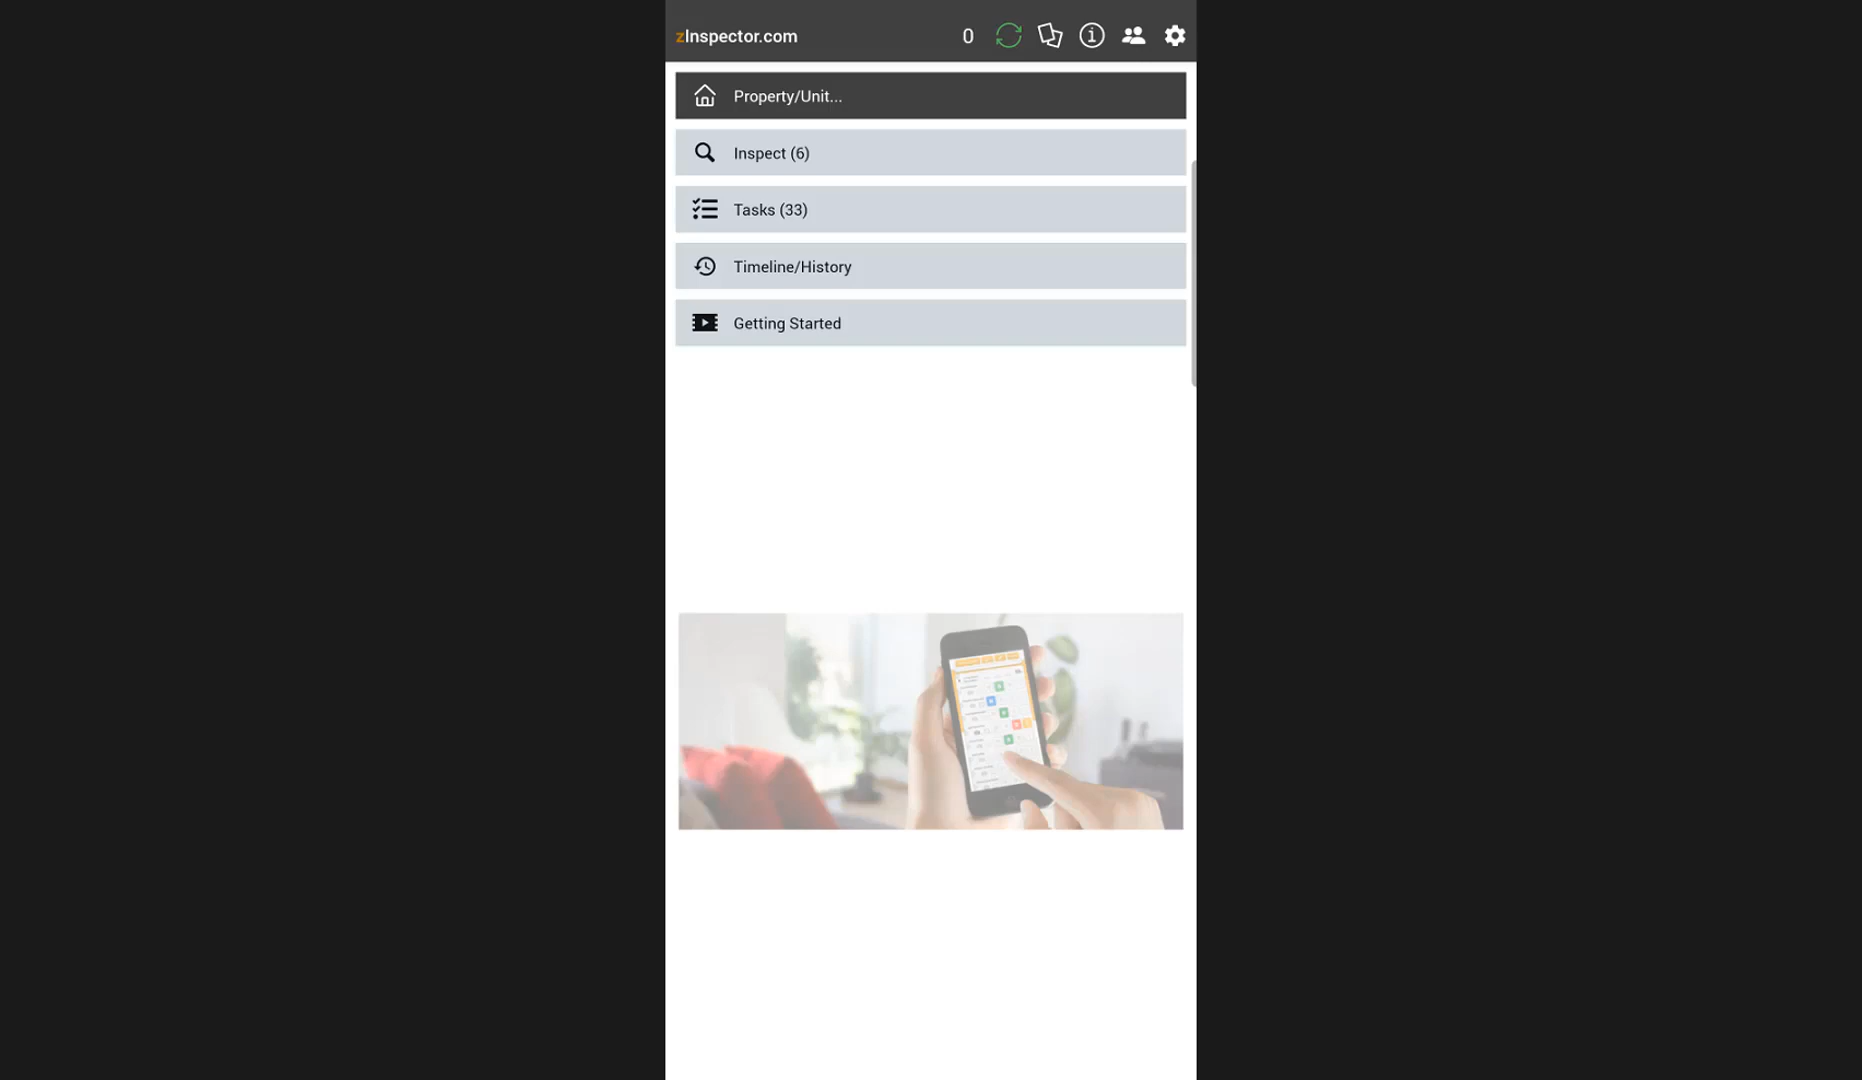 zInspector.com 0
Property/Unit...
Inspect (6)
Tasks (33)
Timeline/History
Getting Started